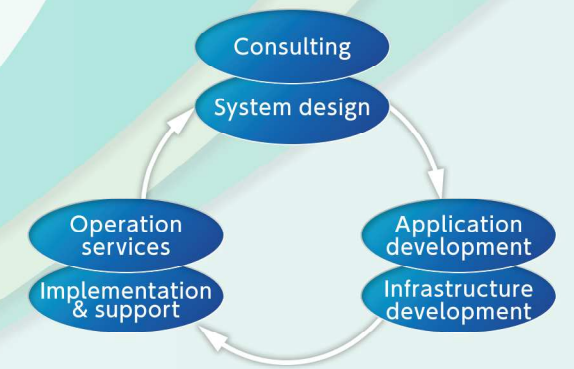 Consulting
System design
Operation
services
Implementation
& support
Application
development
Infrastructure
development